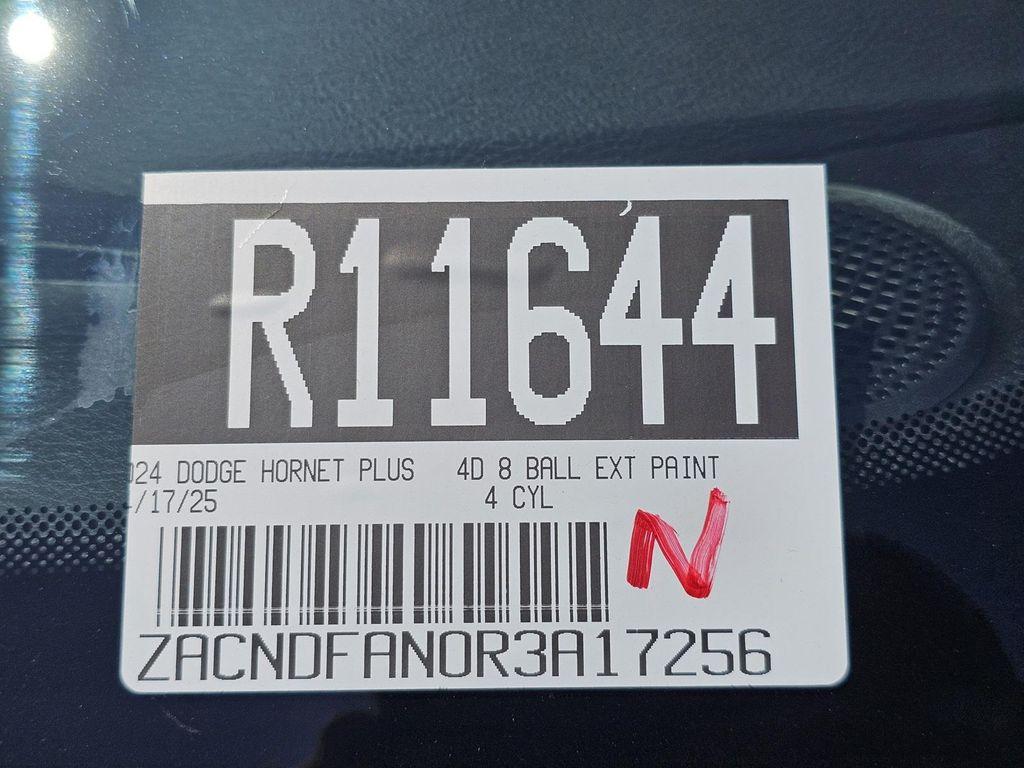 R11644
024 DODGE HORNET PLUS 4D 8 BALL EXT PAINT
/17/25 4 CYL
N
ZACNDFAN0R3A17256